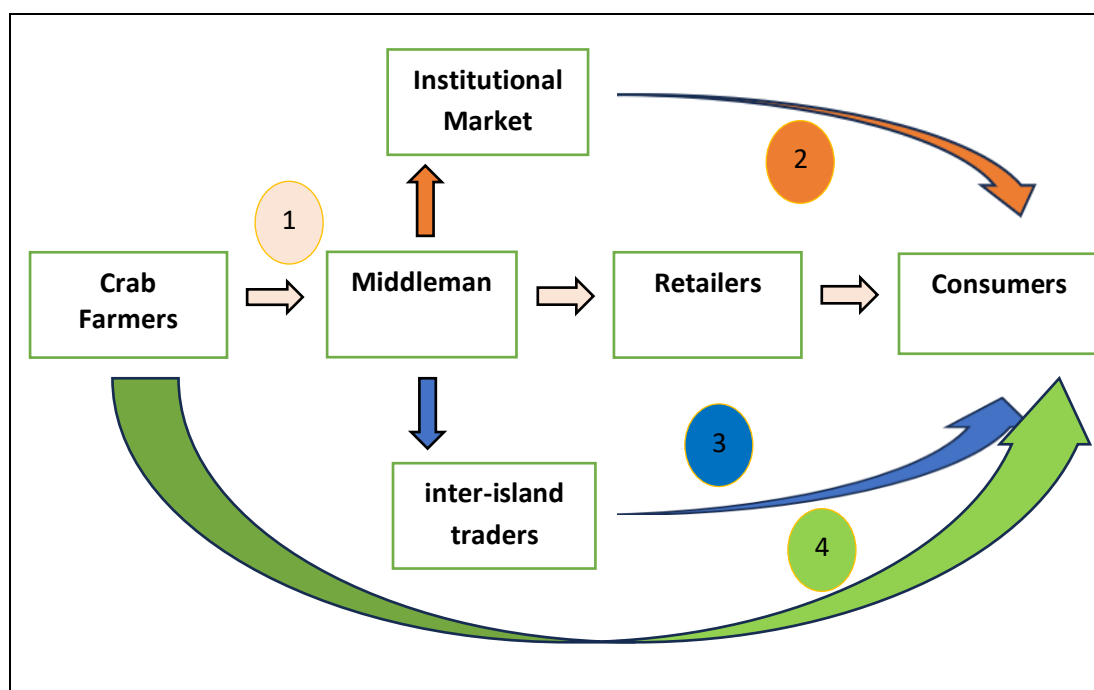 Institutional
Market
2
1
Crab
Farmers
Middleman
Retailers
Consumers
3
inter-island
traders
4